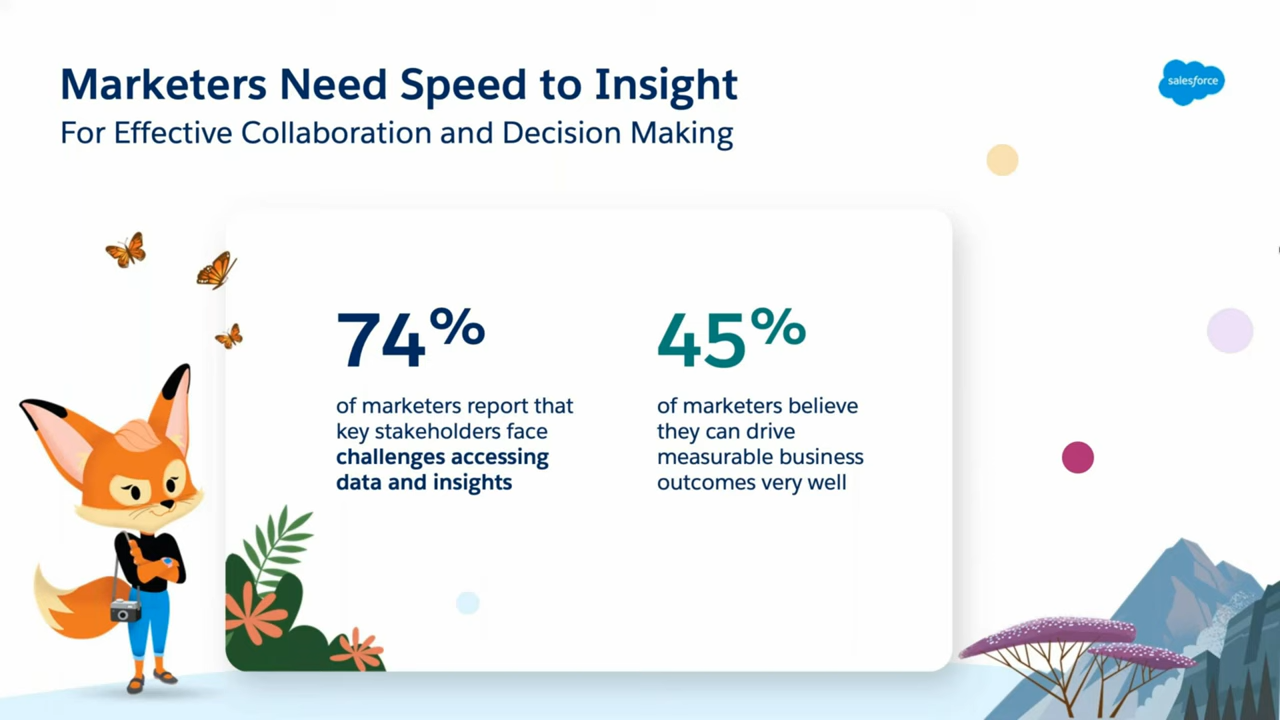 Marketers Need Speed to Insight
For Effective Collaboration and Decision Making
salesforce
74%
of marketers report that
key stakeholders face
challenges accessing
data and insights
45%
of marketers believe
they can drive
measurable business
outcomes very well